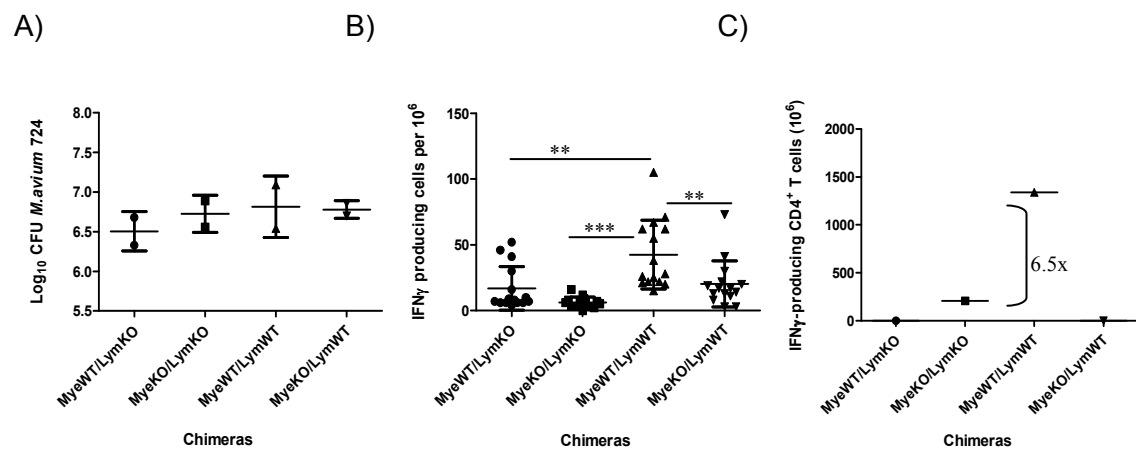 A)
B)
C)
Log10 CFU M.avium 724
8.0
7.5
7.0
6.5
6.0
5.5
MyeWT/LymKO
MyeKO/LymKO
MyeWT/LymWT
MyeKO/LymWT
Chimeras
IFNγ producing cells per 10^6
150
100
50
0
**
***
**
MyeWT/LymKO
MyeKO/LymKO
MyeWT/LymWT
MyeKO/LymWT
Chimeras
IFNγ-producing CD4+ T cells (10^6)
2000
1500
1000
500
0
6.5x
MyeWT/LymKO
MyeKO/LymKO
MyeWT/LymWT
MyeKO/LymWT
Chimeras